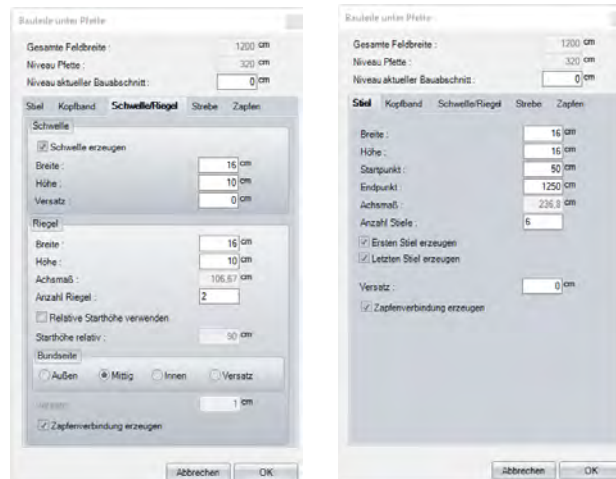 Bauteile unter Pfette
Gesamte Feldbreite : 1200 cm
Niveau Pfette : 320 cm
Niveau aktueller Bauabschnitt : 0 cm
Stiel Kopfband Schwelle/Riegel Strebe Zapfen
Schwelle
Schwelle erzeugen
Breite : 16 cm
Höhe : 10 cm
Versatz : 0 cm
Riegel
Breite : 16 cm
Höhe : 10 cm
Achsmaß : 106,67 cm
Anzahl Riegel : 2
Relative Starthöhe verwenden
Starthöhe relativ : 90 cm
Bundseite
Außen Mittig Innen Versatz
1 cm
Zapfenverbindung erzeugen
Abbrechen OK
Bauteile unter Pfette
Gesamte Feldbreite : 1200 cm
Niveau Pfette : 320 cm
Niveau aktueller Bauabschnitt : 0 cm
Stiel Kopfband Schwelle/Riegel Strebe Zapfen
Breite : 16 cm
Höhe : 16 cm
Startpunkt : 50 cm
Endpunkt : 1250 cm
Achsmaß : 236,8 cm
Anzahl Stiele : 6
Ersten Stiel erzeugen
Letzten Stiel erzeugen
Versatz : 0 cm
Zapfenverbindung erzeugen
Abbrechen OK